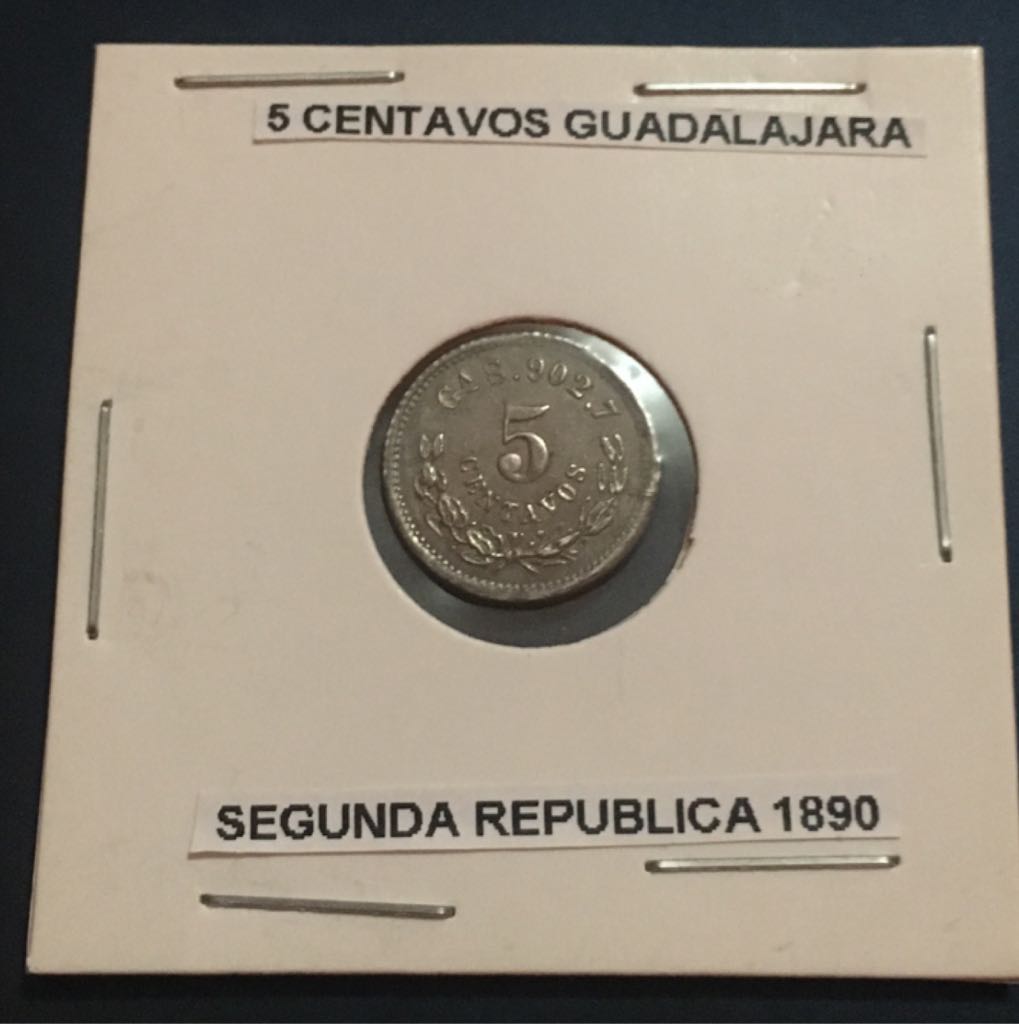 5 CENTAVOS GUADALAJARA
GA S. 902.7
5
CENTAVOS
SEGUNDA REPUBLICA 1890